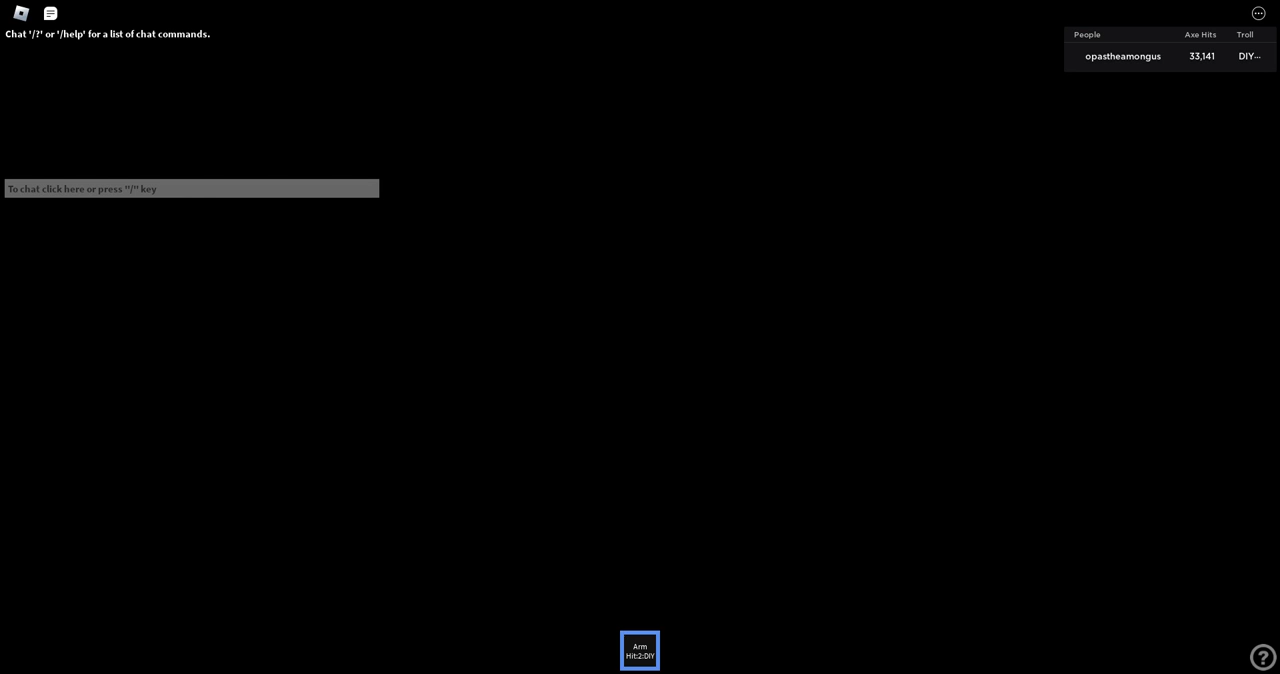 Chat '/?' or '/help' for a list of chat commands.
People Axe Hits Troll
opastheamongus 33,141 DIY...
To chat click here or press "/" key
Arm
Hit:2:DIY
?